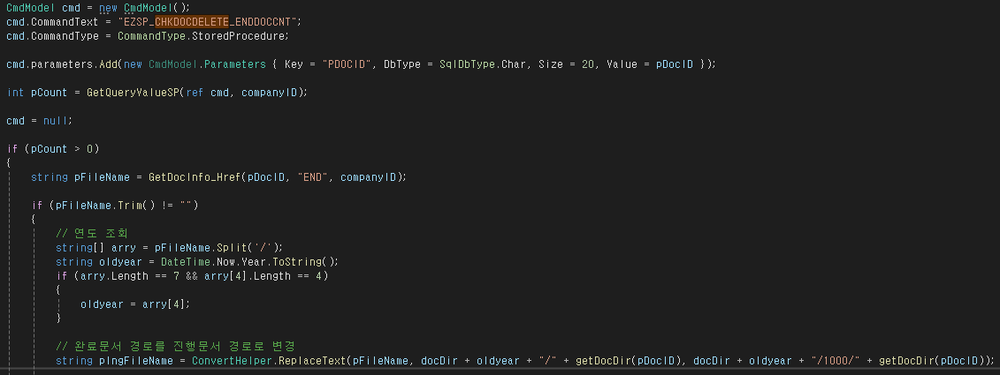 CmdModel cmd = new CmdModel();
cmd.CommandText = "EZSP_CHKDOCDELETE_ENDDOCCNT";
cmd.CommandType = CommandType.StoredProcedure;
cmd.parameters.Add(new CmdModel.Parameters { Key = "PDOCID", DbType = SqlDbType.Char, Size = 20, Value = pDocID });
int pCount = GetQueryValueSP(ref cmd, companyID);
cmd = null;
if (pCount > 0)
{
string pFileName = GetDocInfo_Href(pDocID, "END", companyID);
if (pFileName.Trim() != "")
{
// 연도 조회
string[] arry = pFileName.Split('/');
string oldyear = DateTime.Now.Year.ToString();
if (arry.Length == 7 && arry[4].Length == 4)
{
oldyear = arry[4];
}
// 완료문서 경로를 진행문서 경로로 변경
string pIngFileName = ConvertHelper.ReplaceText(pFileName, docDir + oldyear + "/" + getDocDir(pDocID), docDir + oldyear + "/1000/" + getDocDir(pDocID));